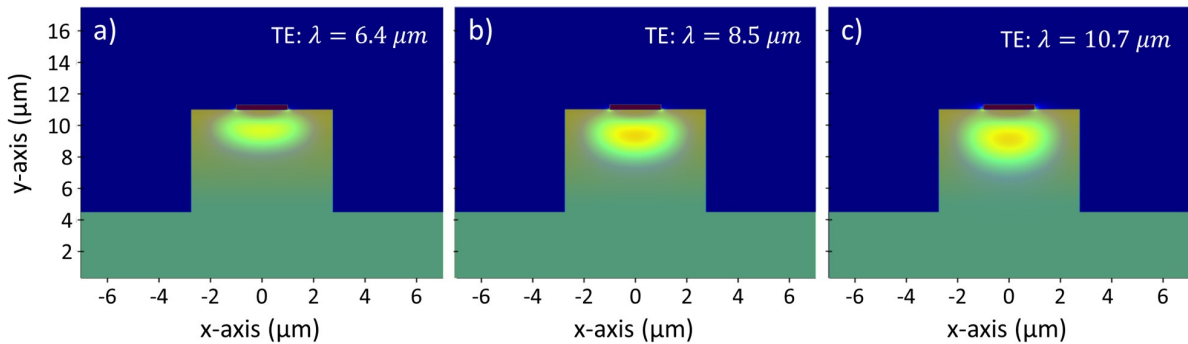 a) TE: λ = 6.4 μm
b) TE: λ = 8.5 μm
c) TE: λ = 10.7 μm
y-axis (μm)
16
14
12
10
8
6
4
2
-6 -4 -2 0 2 4 6
-6 -4 -2 0 2 4 6
-6 -4 -2 0 2 4 6
x-axis (μm)
x-axis (μm)
x-axis (μm)